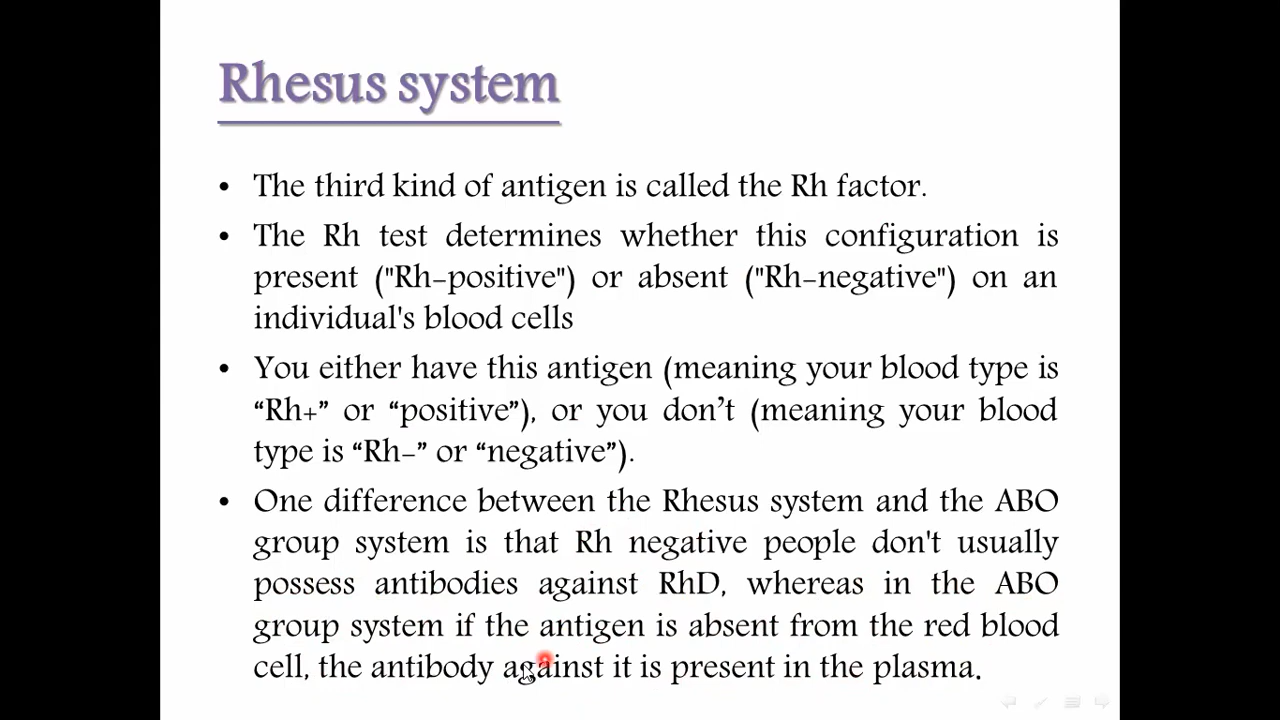 Rhesus system
• The third kind of antigen is called the Rh factor.
• The Rh test determines whether this configuration is
present ("Rh-positive") or absent ("Rh-negative") on an
individual's blood cells
• You either have this antigen (meaning your blood type is
“Rh+” or “positive”), or you don’t (meaning your blood
type is “Rh-” or “negative”).
• One difference between the Rhesus system and the ABO
group system is that Rh negative people don't usually
possess antibodies against RhD, whereas in the ABO
group system if the antigen is absent from the red blood
cell, the antibody against it is present in the plasma.